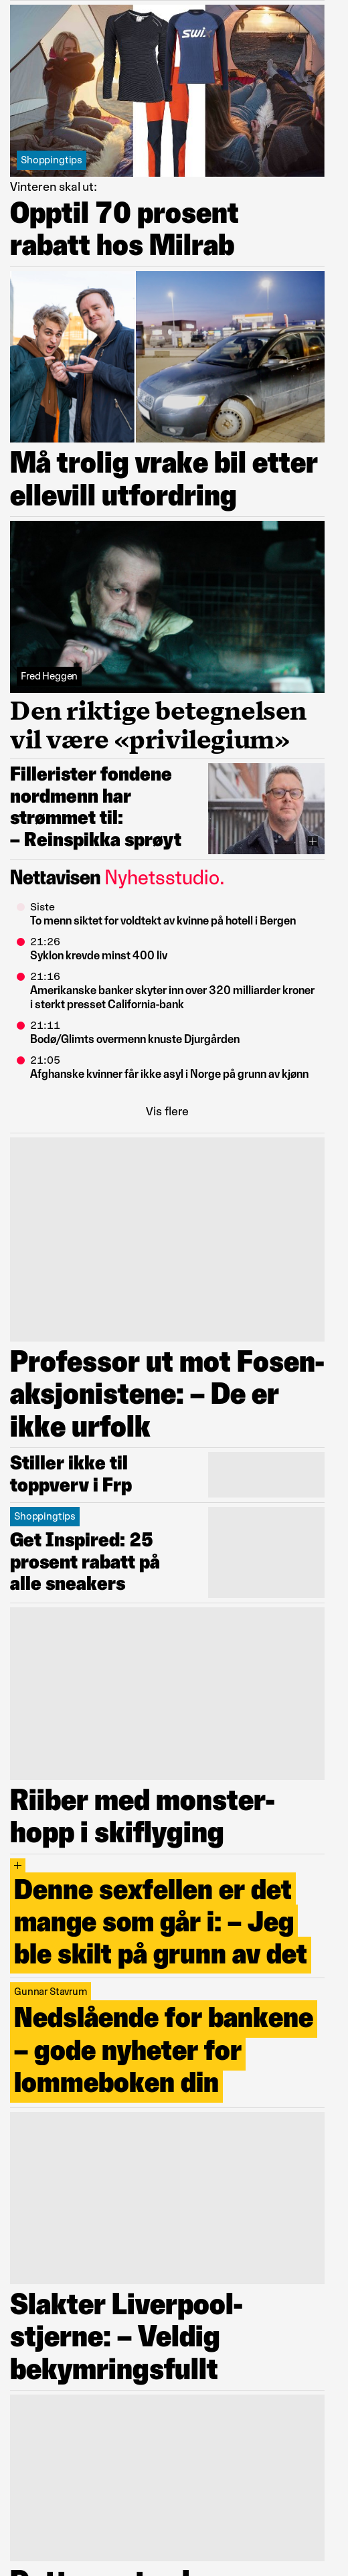 swix
Shoppingtips
Vinteren skal ut:
Opptil 70 prosent
rabatt hos Milrab
Må trolig vrake bil etter
ellevill utfordring
Fred Heggen
Den riktige betegnelsen
vil være «privilegium»
Fillerister fondene
nordmenn har
strømmet til:
– Reinspikka sprøyt
Nettavisen Nyhetsstudio.
Siste
To menn siktet for voldtekt av kvinne på hotell i Bergen
21:26
Syklon krevde minst 400 liv
21:16
Amerikanske banker skyter inn over 320 milliarder kroner
i sterkt presset California-bank
21:11
Bodø/Glimts overmenn knuste Djurgården
21:05
Afghanske kvinner får ikke asyl i Norge på grunn av kjønn
Vis flere
Professor ut mot Fosen-
aksjonistene: – De er
ikke urfolk
Stiller ikke til
toppverv i Frp
Shoppingtips
Get Inspired: 25
prosent rabatt på
alle sneakers
Riiber med monster-
hopp i skiflyging
+
Denne sexfellen er det
mange som går i: – Jeg
ble skilt på grunn av det
Gunnar Stavrum
Nedslående for bankene
– gode nyheter for
lommeboken din
Slakter Liverpool-
stjerne: – Veldig
bekymringsfullt